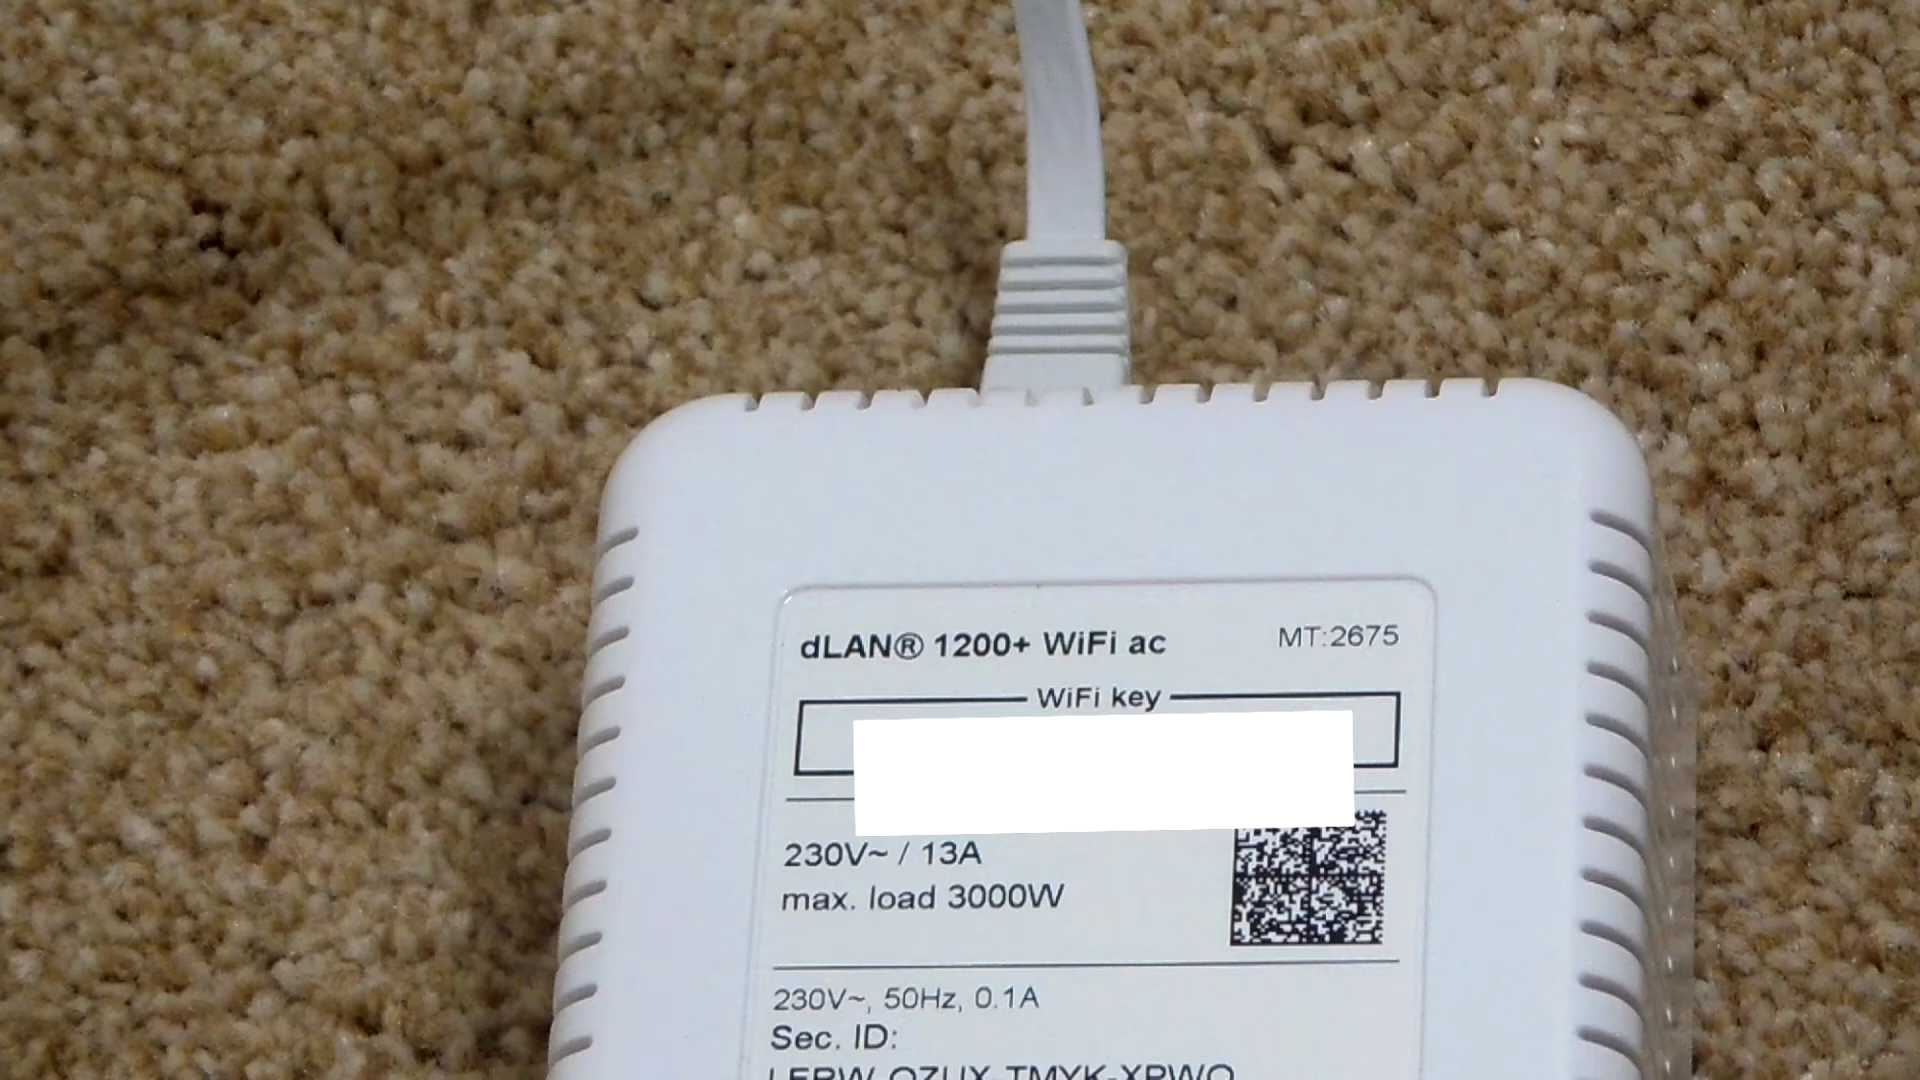 dLAN® 1200+ WiFi ac MT:2675
WiFi key
230V~ / 13A
max. load 3000W
230V~, 50Hz, 0.1A
Sec. ID: